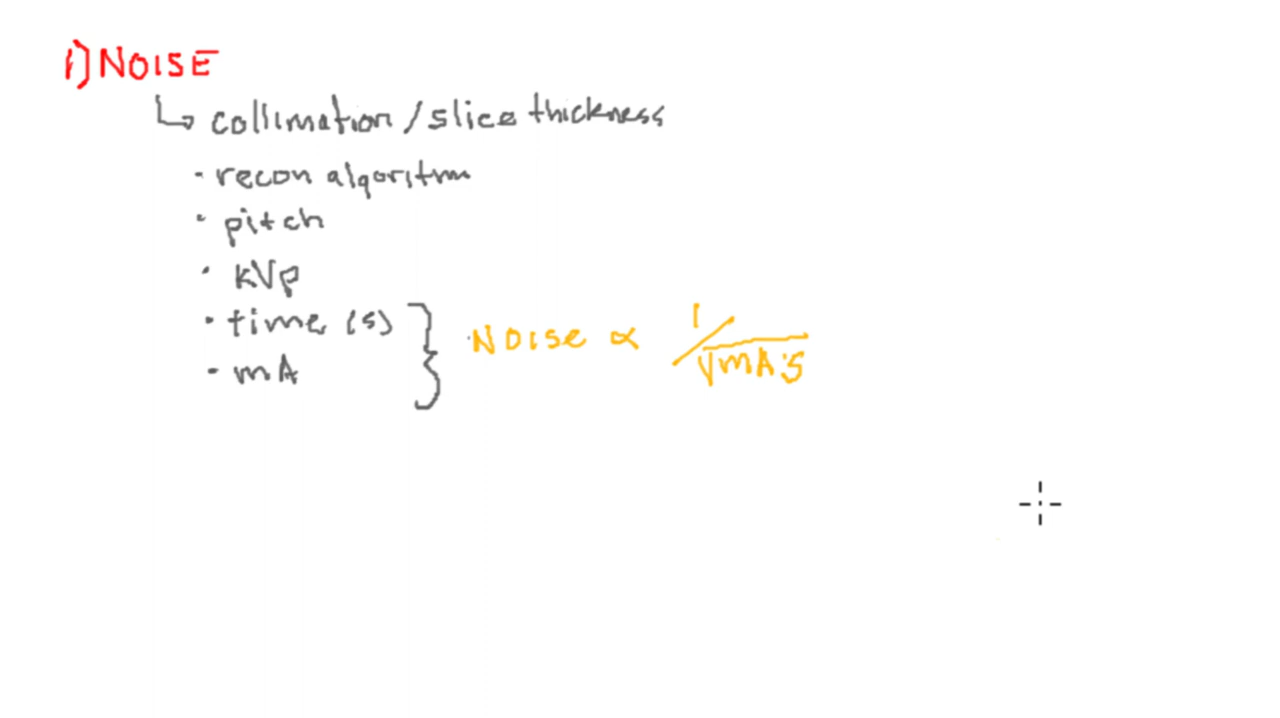 1) NOISE
↳ collimation / slice thickness
· recon algoritm
· pitch
· kVp
· time (s)
· mA
Noise ∝ 1/√mA·s